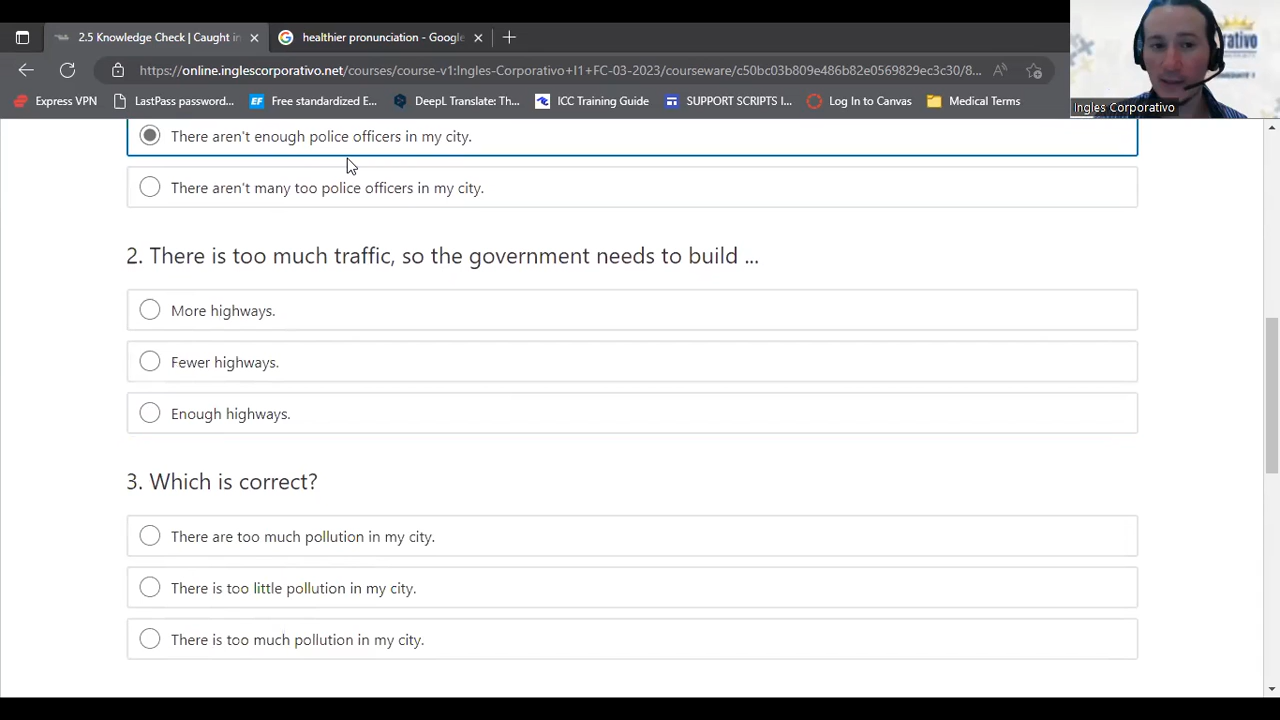 2.5 Knowledge Check | Caught in
healthier pronunciation - Google
https://online.inglescorporativo.net/courses/course-v1:Ingles-Corporativo+I1+FC-03-2023/courseware/c50bc03b809e486b82e0569829ec3c30/8...
Express VPN
LastPass password...
EF Free standardized E...
DeepL Translate: Th...
ICC Training Guide
SUPPORT SCRIPTS I...
Log In to Canvas
Medical Terms
Ingles Corporativo
There aren't enough police officers in my city.
There aren't many too police officers in my city.
2. There is too much traffic, so the government needs to build ...
More highways.
Fewer highways.
Enough highways.
3. Which is correct?
There are too much pollution in my city.
There is too little pollution in my city.
There is too much pollution in my city.